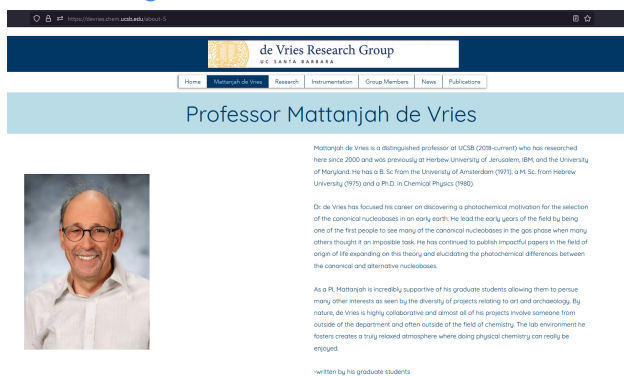 https://devries.chem.ucsb.edu/about-5
de Vries Research Group
UC SANTA BARBARA
Home Mattanjah de Vries Research Instrumentation Group Members News Publications
Professor Mattanjah de Vries
Mattanjah de Vries is a distinguished professor at UCSB (2018-current) who has researched
here since 2000 and was previously at Herbew University of Jerusalem, IBM, and the University
of Maryland. He has a B. Sc from the Univeristy of Amsterdam (1971), a M. Sc. from Hebrew
University (1975) and a Ph.D. in Chemical Physics (1980).
Dr. de Vries has focused his career on discovering a photochemical motivation for the selection
of the canonical nucleobases in an early earth. He lead the early years of the field by being
one of the first people to see many of the canonical nucleobases in the gas phase when many
others thought it an imposible task. He has continued to publish impactful papers in the field of
origin of life expanding on this theory and elucidating the photochemical differences between
the canonical and alternative nucleobases.
As a PI, Mattanjah is incredibly supportive of his graduate students allowing them to persue
many other interests as seen by the diversity of projects relating to art and archaeology. By
nature, de Vries is highly collaborative and almost all of his projects involve someone from
outside of the department and often outside of the field of chemistry. The lab environment he
fosters creates a truly relaxed atmosphere where doing physical chemistry can really be
enjoyed.
-written by his graduate students